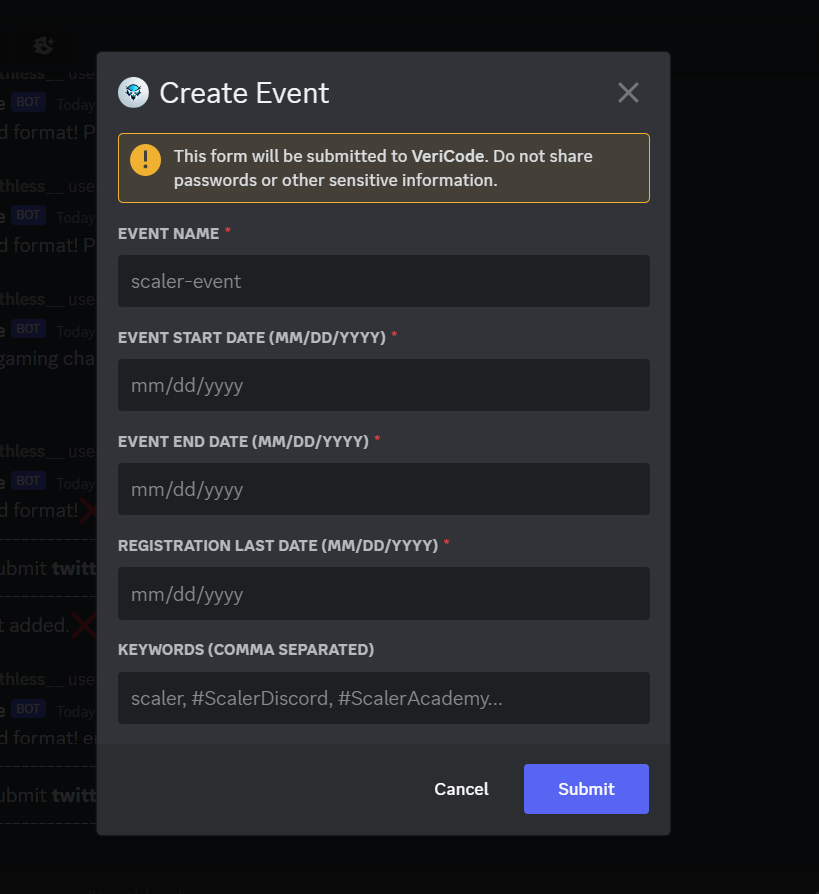 Create Event
This form will be submitted to VeriCode. Do not share
passwords or other sensitive information.
EVENT NAME *
scaler-event
EVENT START DATE (MM/DD/YYYY) *
mm/dd/yyyy
EVENT END DATE (MM/DD/YYYY) *
mm/dd/yyyy
REGISTRATION LAST DATE (MM/DD/YYYY) *
mm/dd/yyyy
KEYWORDS (COMMA SEPARATED)
scaler, #ScalerDiscord, #ScalerAcademy...
Cancel
Submit
thless__ use
e BOT Today
d format! P
thless__ use
e BOT Today
d format! P
thless__ use
e BOT Today
gaming cha
thless__ use
e BOT Today
d format!
ubmit twitt
t added.
thless__ use
e BOT Today
d format! e
ubmit twitt